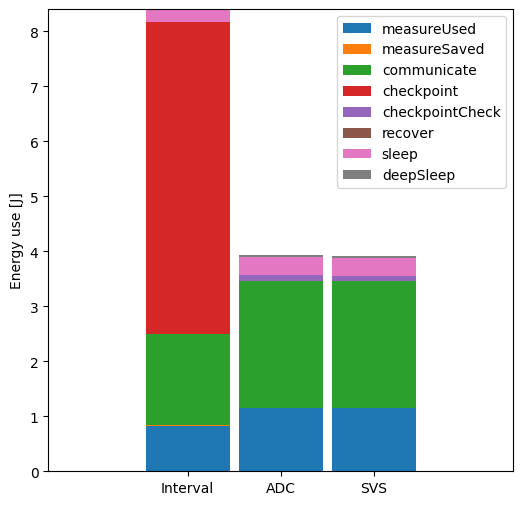 Energy use [J]
8
7
6
5
4
3
2
1
0
Interval
ADC
SVS
measureUsed
measureSaved
communicate
checkpoint
checkpointCheck
recover
sleep
deepSleep